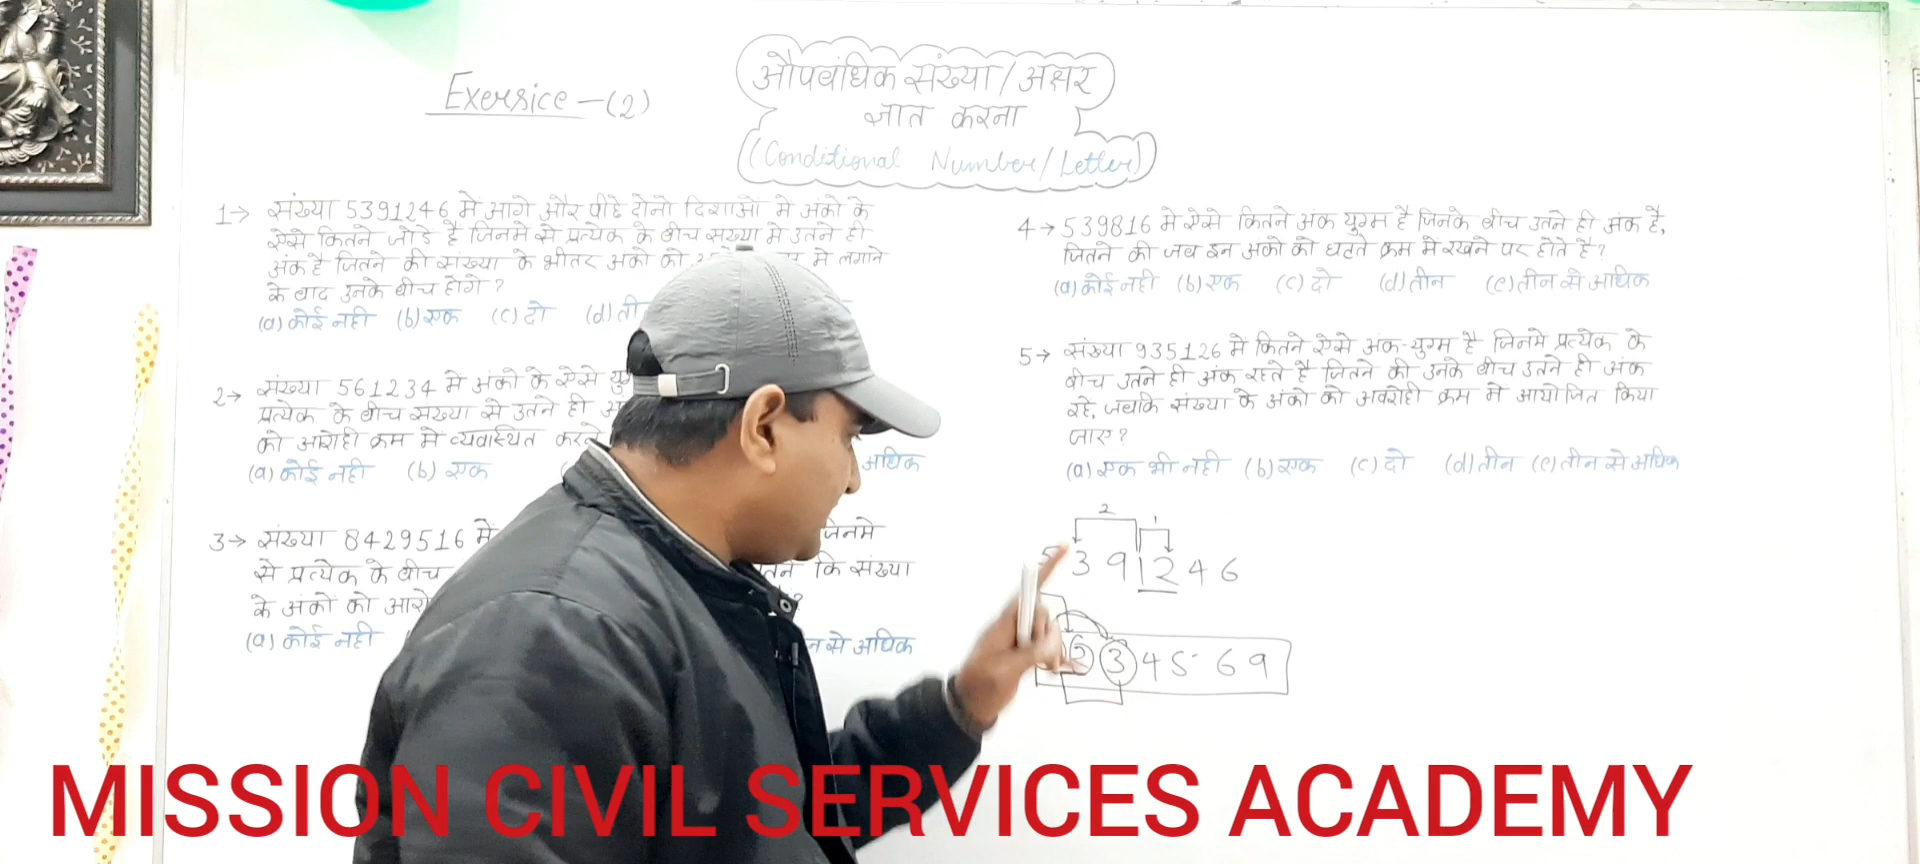 Exersice-(2)
औपबंधिक संख्या/अक्षर
ज्ञात करना
(Conditional Number/Letter)
1→ संख्या 5391246 में आगे और पीछे दोनो दिशाओं में अंको के
ऐसे कितने जोडे है जिनमे से प्रत्येक के बीच संख्या मे उतने ही
अंक है जितने की संख्या के भीतर अंको को मे लगाने
के बाद उनके बीच होंगे?
(a) कोई नही (b) एक (c) दो (d) ती
2→ संख्या 561234 मे अंको के ऐसे
प्रत्येक के बीच संख्या से उतने ही
को आरोही क्रम मे व्यवस्थित करते
(a) कोई नही (b) एक अधिक
3→ संख्या 8429516 में जिनमे
से प्रत्येक के बीच कि संख्या
के अंको को आरो ?
(a) कोई नही न से अधिक
4→ 539816 मे ऐसे कितने अंक युग्म है जिनके बीच उतने ही अंक है,
जितने की जब इन अंको को घटते क्रम मे रखने पर होते है?
(a) कोई नही (b) एक (c) दो (d) तीन (e) तीन से अधिक
5→ संख्या 935126 मे कितने ऐसे अंक-युग्म है जिनमे प्रत्येक के
बीच उतने ही अंक रहते है जितने की उनके बीच उतने ही अंक
रहे, जबकि संख्या के अंको को अवरोही क्रम मे आयोजित किया
जाए?
(a) एक भी नही (b) एक (c) दो (d) तीन (e) तीन से अधिक
2 1
5 3 9 1 2 4 6
2 3 4 5 6 9
MISSION CIVIL SERVICES ACADEMY